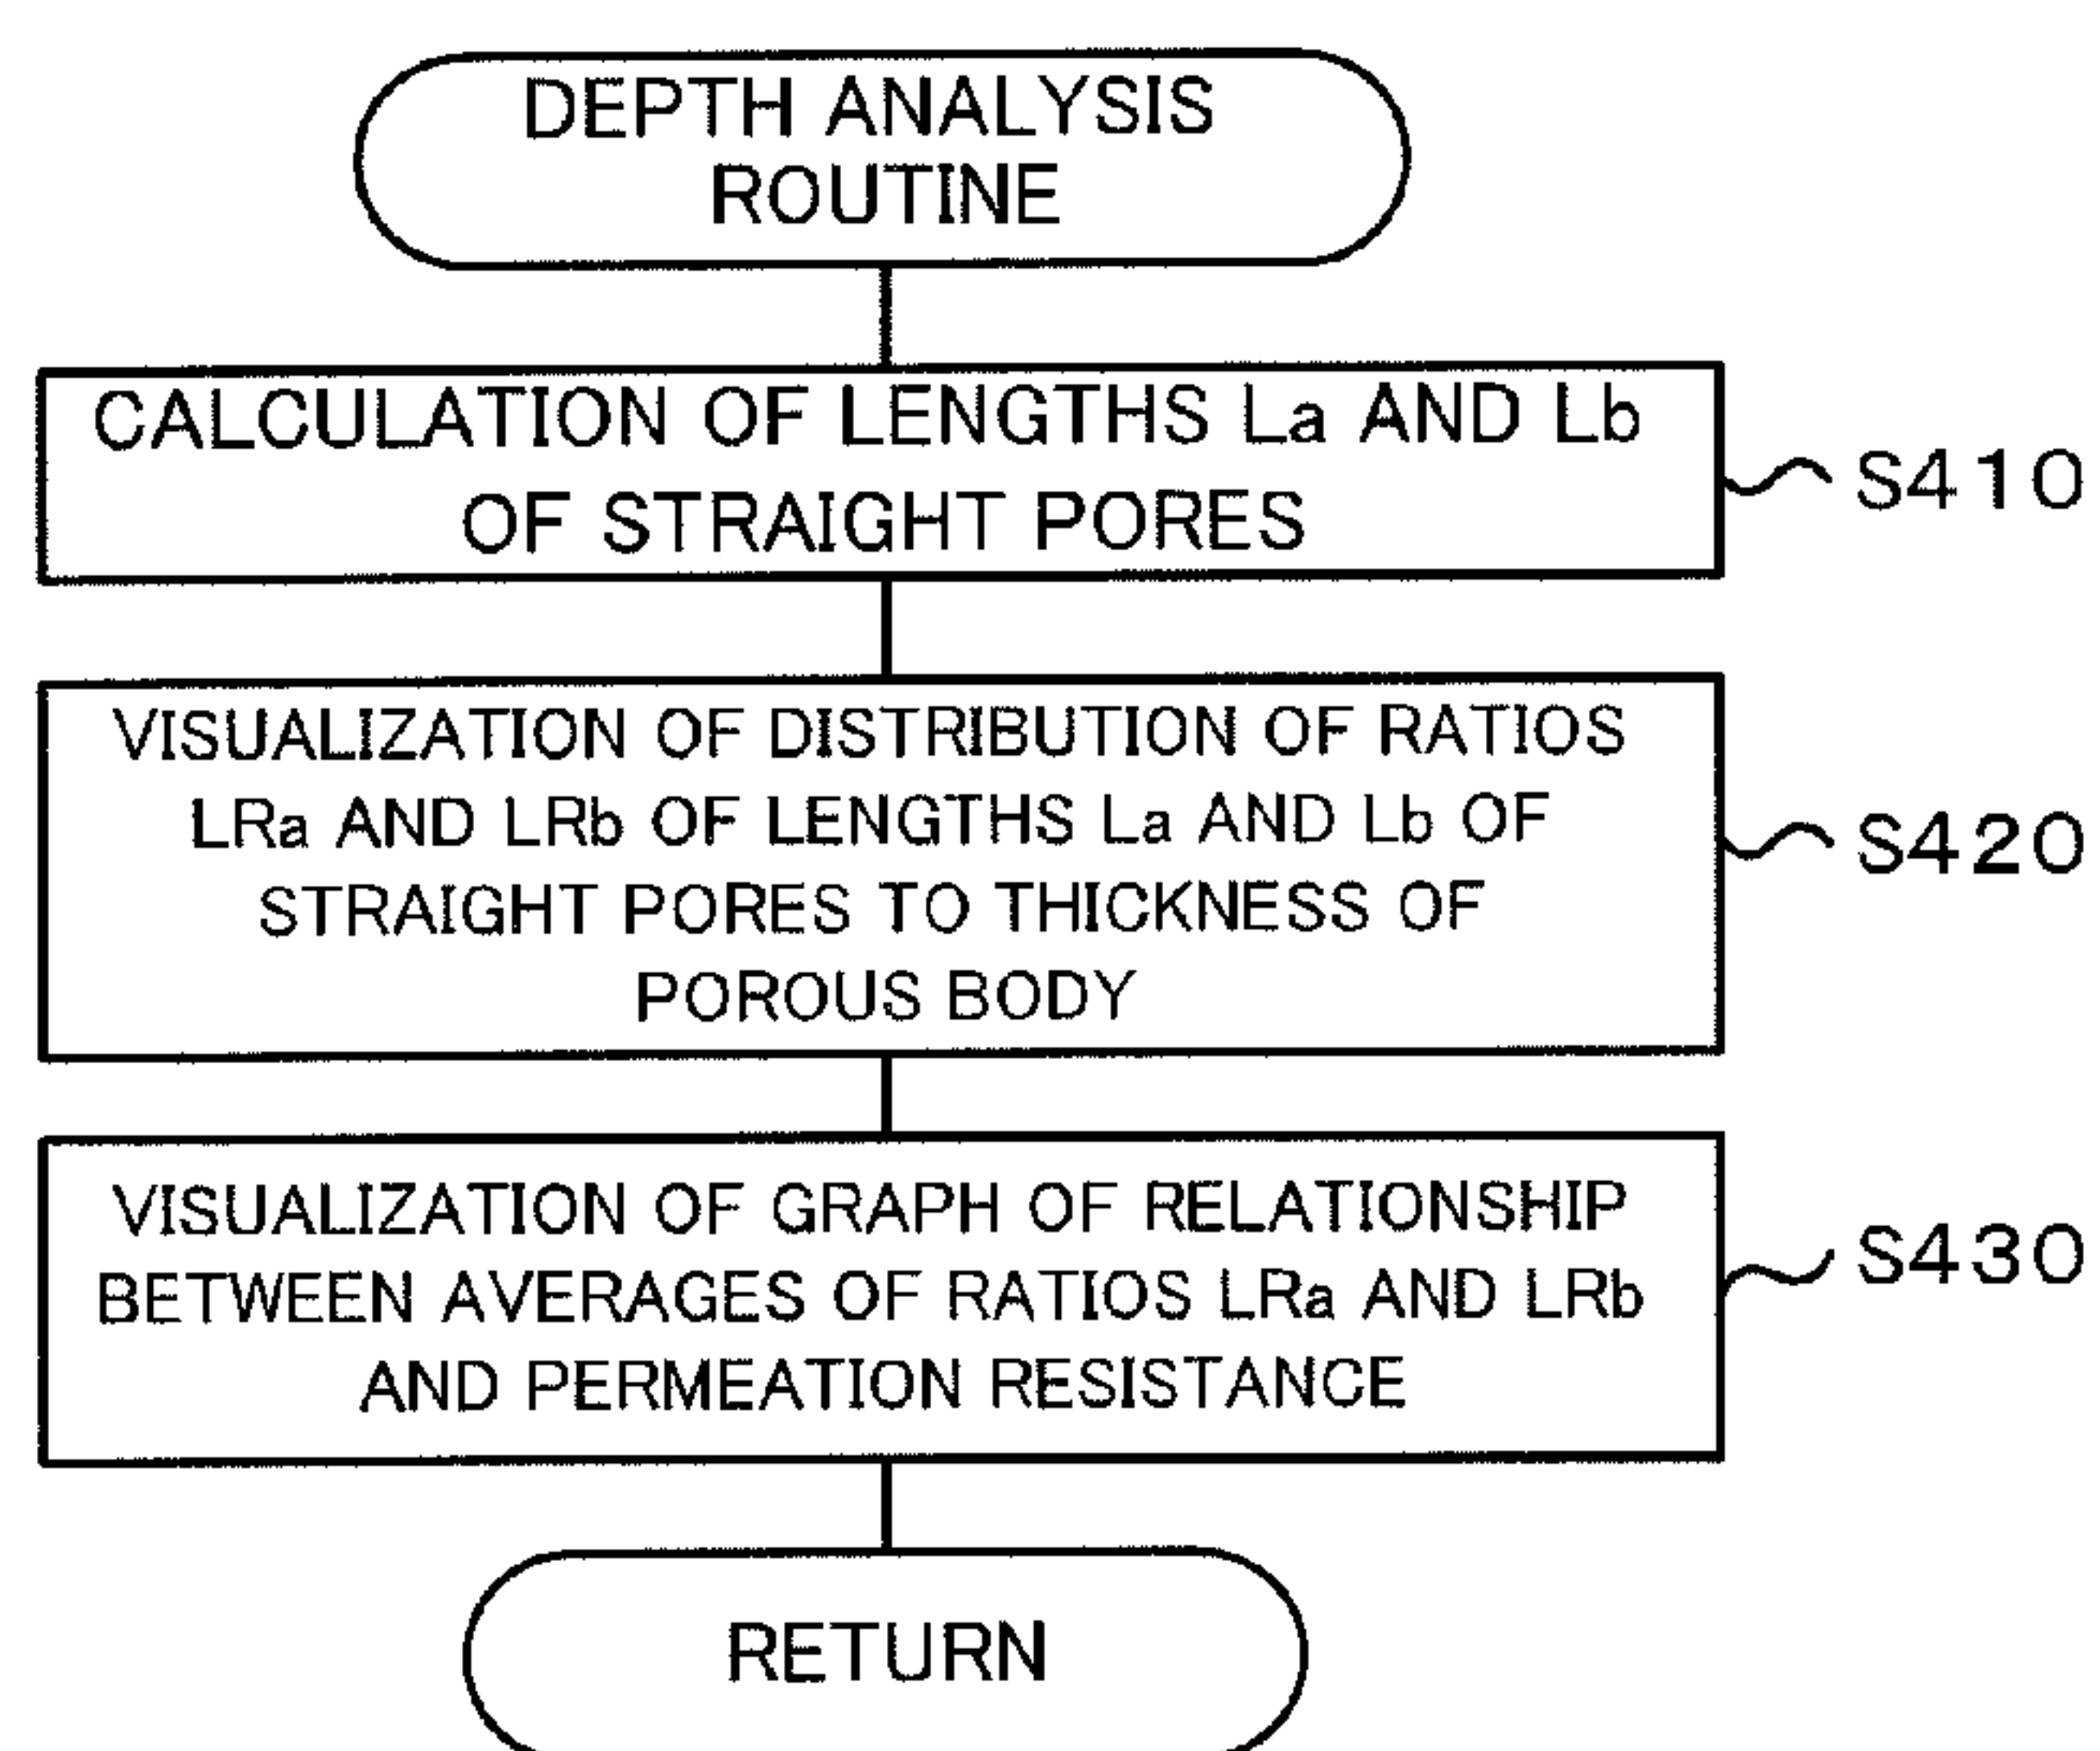 DEPTH ANALYSIS
ROUTINE
CALCULATION OF LENGTHS La AND Lb
OF STRAIGHT PORES
S410
VISUALIZATION OF DISTRIBUTION OF RATIOS
LRa AND LRb OF LENGTHS La AND Lb OF
STRAIGHT PORES TO THICKNESS OF
POROUS BODY
S420
VISUALIZATION OF GRAPH OF RELATIONSHIP
BETWEEN AVERAGES OF RATIOS LRa AND LRb
AND PERMEATION RESISTANCE
S430
RETURN